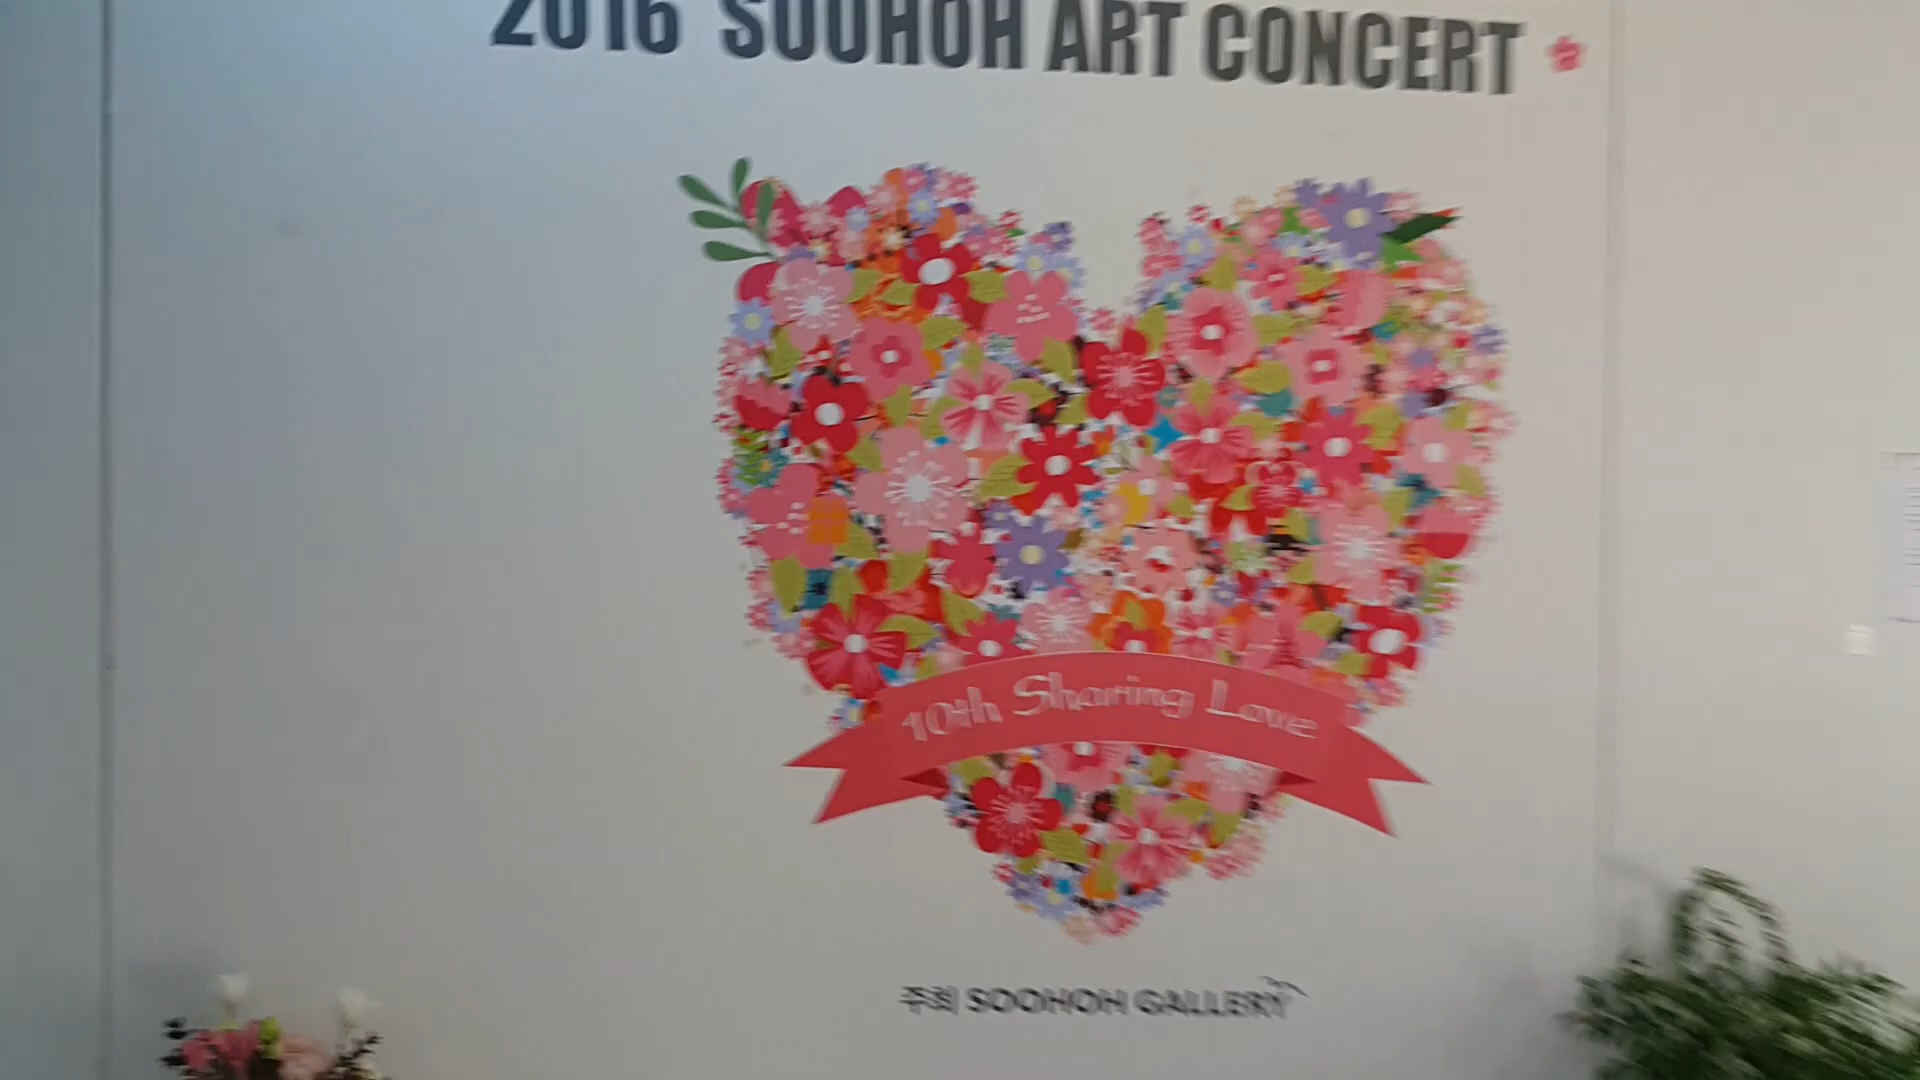 2016 SOOHOH ART CONCERT
10th Sharing Love
주최 SOOHOH GALLERY